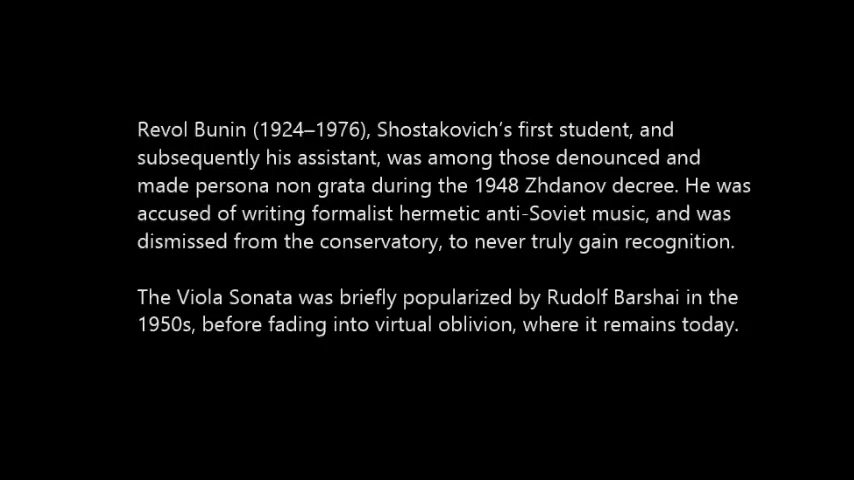 Revol Bunin (1924–1976), Shostakovich's first student, and
subsequently his assistant, was among those denounced and
made persona non grata during the 1948 Zhdanov decree. He was
accused of writing formalist hermetic anti-Soviet music, and was
dismissed from the conservatory, to never truly gain recognition.
The Viola Sonata was briefly popularized by Rudolf Barshai in the
1950s, before fading into virtual oblivion, where it remains today.